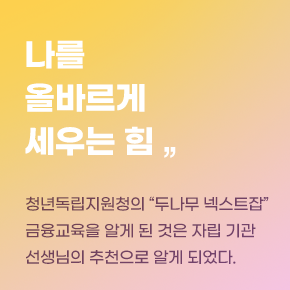 나를
올바르게
세우는 힘 „
청년독립지원청의 “두나무 넥스트잡”
금융교육을 알게 된 것은 자립 기관
선생님의 추천으로 알게 되었다.